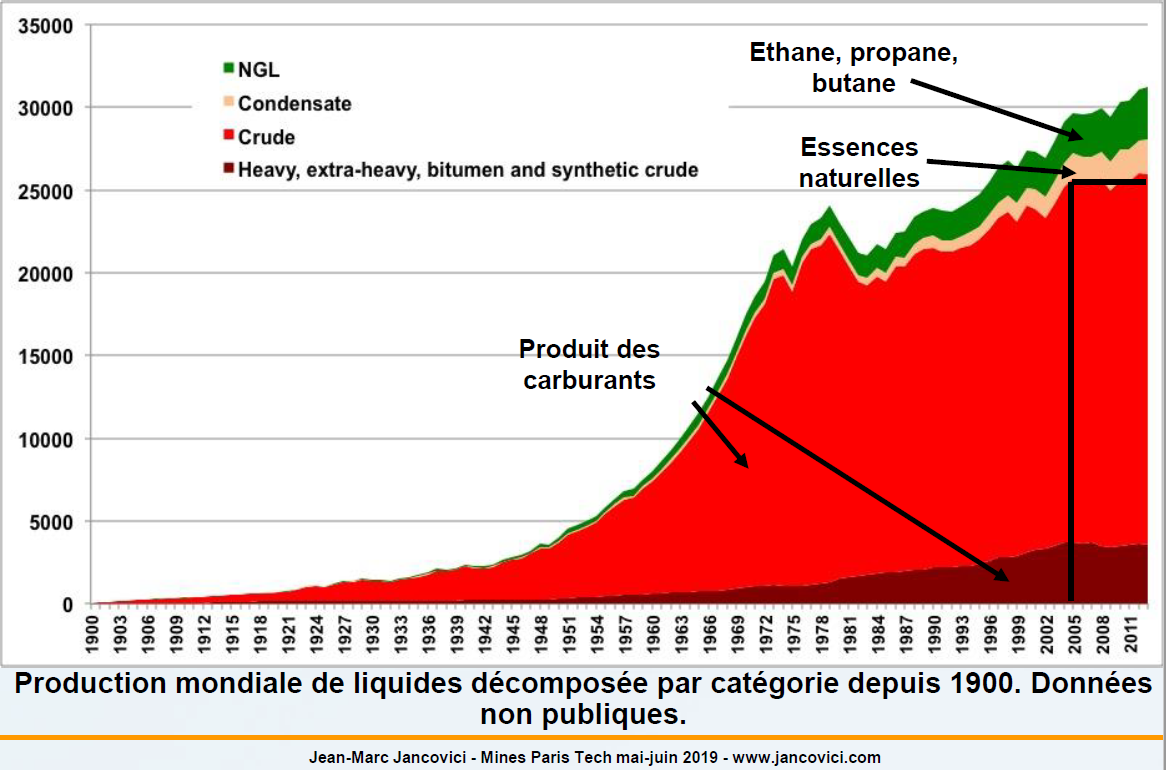 35000
30000
25000
20000
15000
10000
5000
0
NGL
Condensate
Crude
Heavy, extra-heavy, bitumen and synthetic crude
Ethane, propane,
butane
Essences
naturelles
Produit des
carburants
1900 1903 1906 1909 1912 1915 1918 1921 1924 1927 1930 1933 1936 1939 1942 1945 1948 1951 1954 1957 1960 1963 1966 1969 1972 1975 1978 1981 1984 1987 1990 1993 1996 1999 2002 2005 2008 2011
Production mondiale de liquides décomposée par catégorie depuis 1900. Données
non publiques.
Jean-Marc Jancovici - Mines Paris Tech mai-juin 2019 - www.jancovici.com